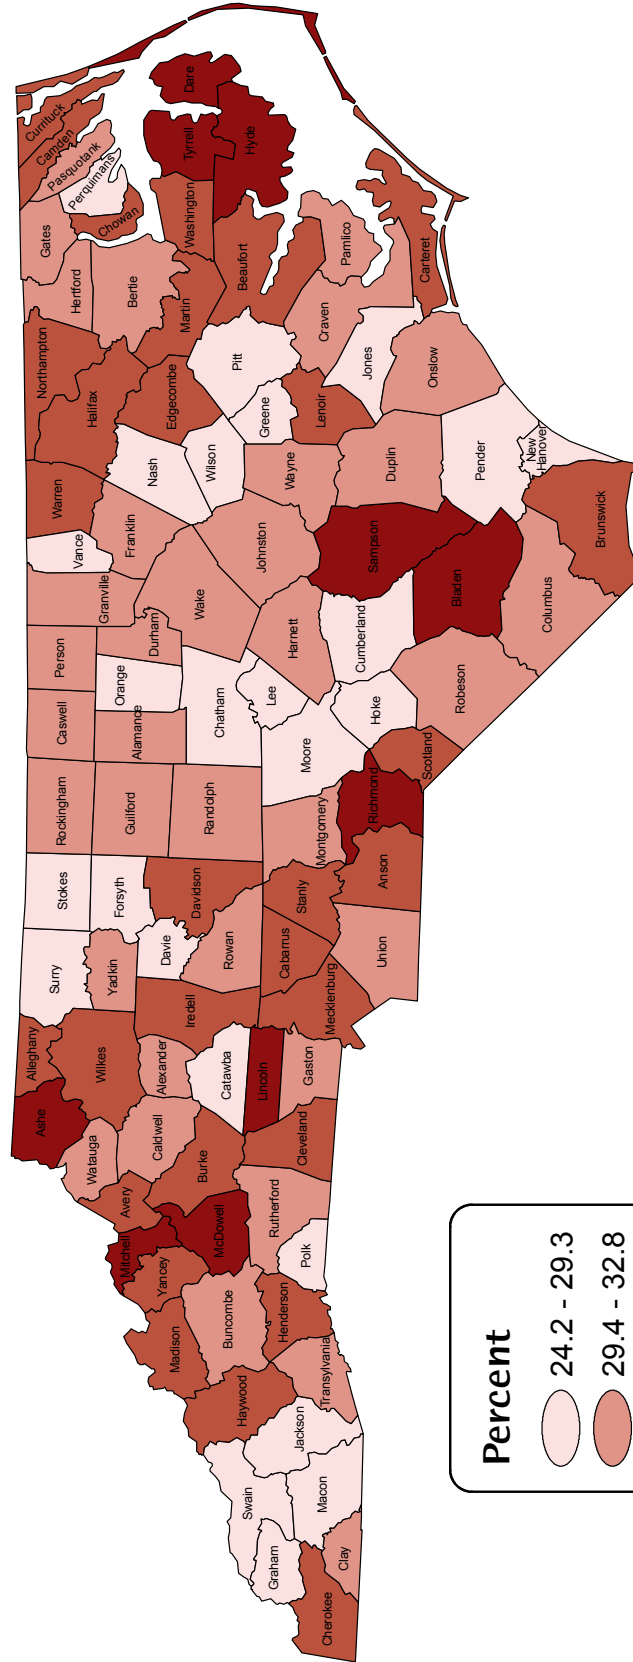 Cherokee
Graham
Clay
Swain
Macon
Jackson
Haywood
Transylvania
Madison
Buncombe
Henderson
Yancey
Mitchell
Avery
McDowell
Polk
Rutherford
Burke
Cleveland
Watauga
Caldwell
Ashe
Alleghany
Wilkes
Alexander
Catawba
Lincoln
Gaston
Surry
Yadkin
Iredell
Mecklenburg
Stokes
Forsyth
Davie
Rowan
Cabarrus
Union
Davidson
Stanly
Anson
Rockingham
Guilford
Randolph
Montgomery
Richmond
Caswell
Alamance
Chatham
Moore
Scotland
Person
Orange
Durham
Lee
Hoke
Granville
Wake
Harnett
Cumberland
Robeson
Vance
Franklin
Johnston
Sampson
Bladen
Columbus
Warren
Nash
Wilson
Wayne
Duplin
Pender
New
Hanover
Brunswick
Northampton
Halifax
Edgecombe
Pitt
Greene
Lenoir
Jones
Onslow
Hertford
Gates
Bertie
Martin
Beaufort
Craven
Pamlico
Carteret
Currituck
Camden
Pasquotank
Perquimans
Chowan
Washington
Tyrrell
Dare
Hyde
Percent
24.2 - 29.3
29.4 - 32.8